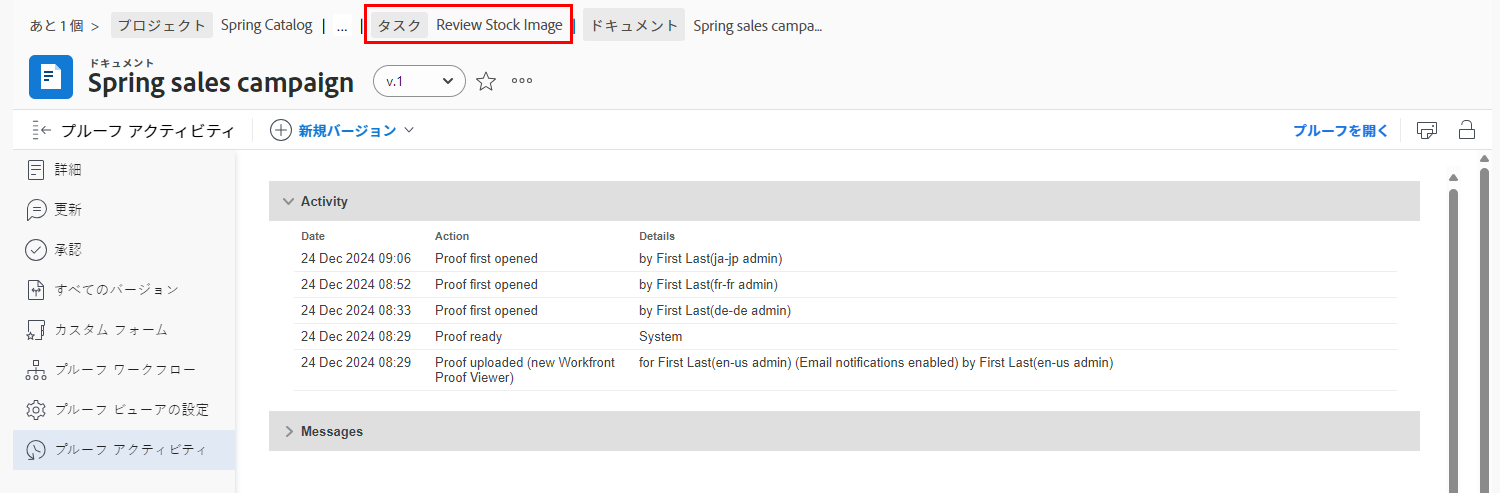 あと 1 個 > プロジェクト Spring Catalog | ... | タスク Review Stock Image | ドキュメント Spring sales campa...
ドキュメント
Spring sales campaign v.1
プルーフ アクティビティ 新規バージョン プルーフを開く
詳細
更新
承認
すべてのバージョン
カスタム フォーム
プルーフ ワークフロー
プルーフ ビューアの設定
プルーフ アクティビティ
Activity
Date Action Details
24 Dec 2024 09:06 Proof first opened by First Last(ja-jp admin)
24 Dec 2024 08:52 Proof first opened by First Last(fr-fr admin)
24 Dec 2024 08:33 Proof first opened by First Last(de-de admin)
24 Dec 2024 08:29 Proof ready System
24 Dec 2024 08:29 Proof uploaded (new Workfront Proof Viewer) for First Last(en-us admin) (Email notifications enabled) by First Last(en-us admin)
Messages